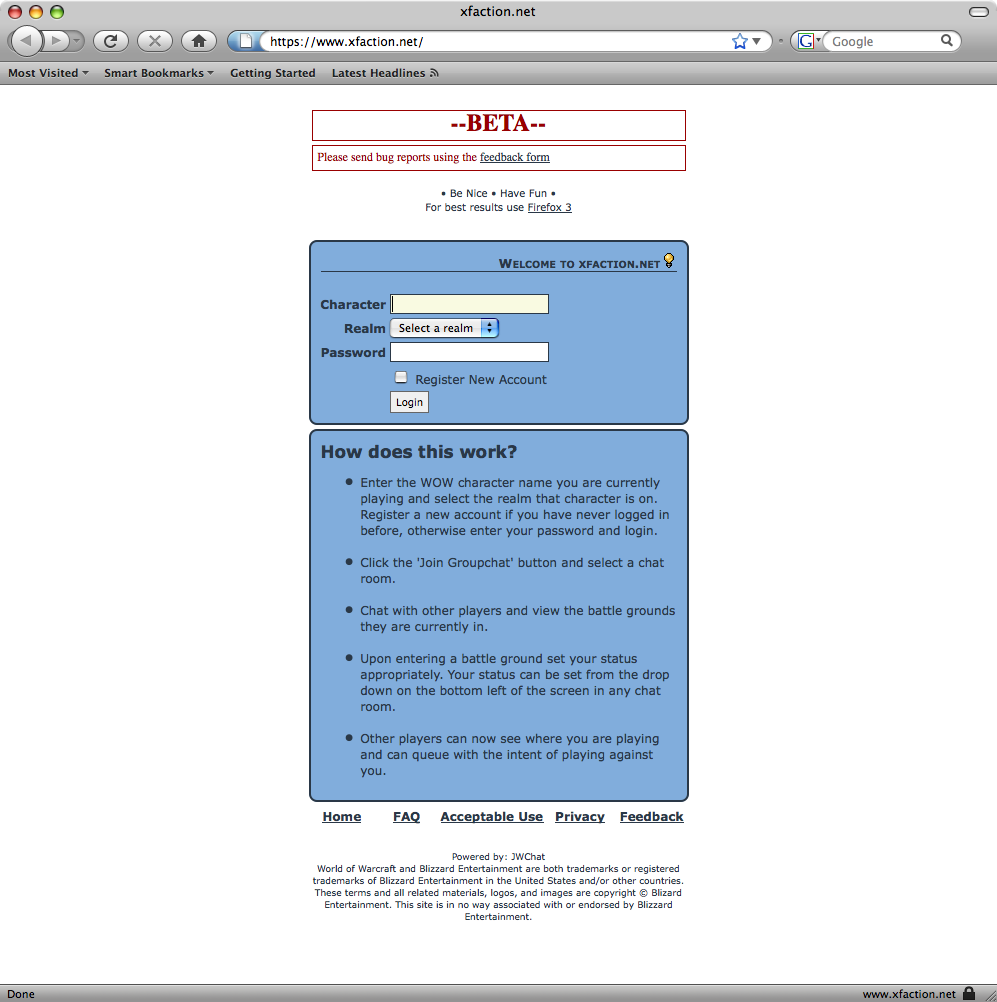 xfaction.net
https://www.xfaction.net/
G
Google
Most Visited
Smart Bookmarks
Getting Started
Latest Headlines
--BETA--
Please send bug reports using the feedback form
• Be Nice • Have Fun •
For best results use Firefox 3
Welcome to xfaction.net
Character
Realm Select a realm
Password
Register New Account
Login
How does this work?
• Enter the WOW character name you are currently
playing and select the realm that character is on.
Register a new account if you have never logged in
before, otherwise enter your password and login.
• Click the 'Join Groupchat' button and select a chat
room.
• Chat with other players and view the battle grounds
they are currently in.
• Upon entering a battle ground set your status
appropriately. Your status can be set from the drop
down on the bottom left of the screen in any chat
room.
• Other players can now see where you are playing
and can queue with the intent of playing against
you.
Home FAQ Acceptable Use Privacy Feedback
Powered by: JWChat
World of Warcraft and Blizzard Entertainment are both trademarks or registered
trademarks of Blizzard Entertainment in the United States and/or other countries.
These terms and all related materials, logos, and images are copyright © Blizard
Entertainment. This site is in no way associated with or endorsed by Blizzard
Entertainment.
Done
www.xfaction.net